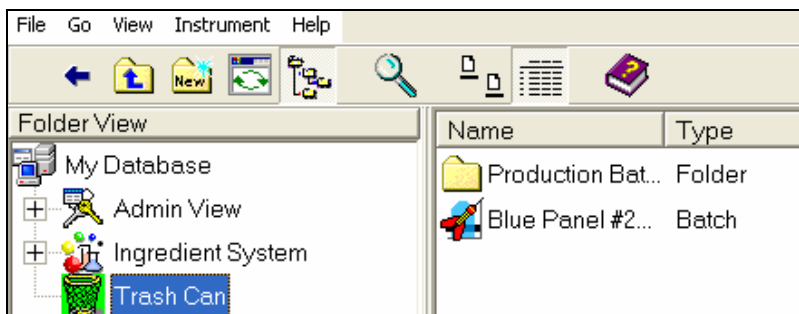 File Go View Instrument Help
New
Folder View
My Database
Admin View
Ingredient System
Trash Can
Name Type
Production Bat... Folder
Blue Panel #2... Batch